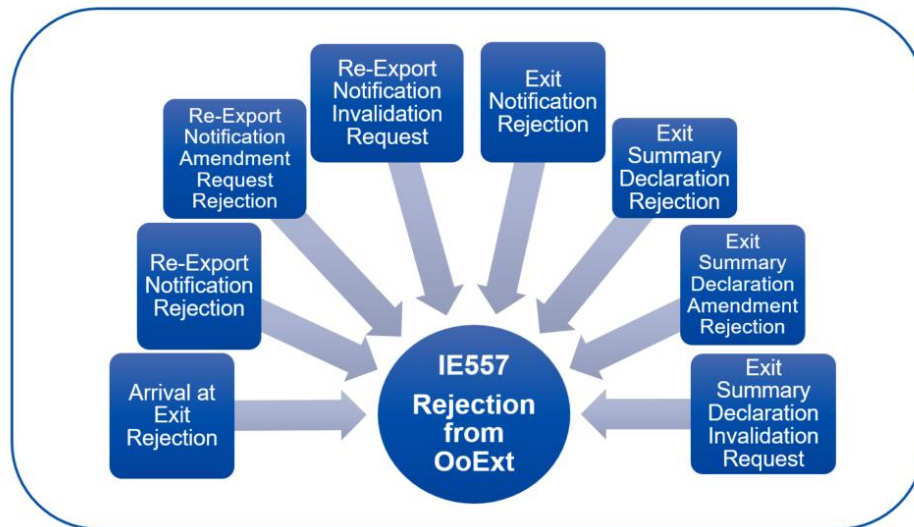 Re-Export
Notification
Invalidation
Request
Exit
Notification
Rejection
Re-Export
Notification
Amendment
Request
Rejection
Exit
Summary
Declaration
Rejection
Re-Export
Notification
Rejection
Exit
Summary
Declaration
Amendment
Rejection
Arrival at
Exit
Rejection
IE557
Rejection
from
OoExt
Exit
Summary
Declaration
Invalidation
Request